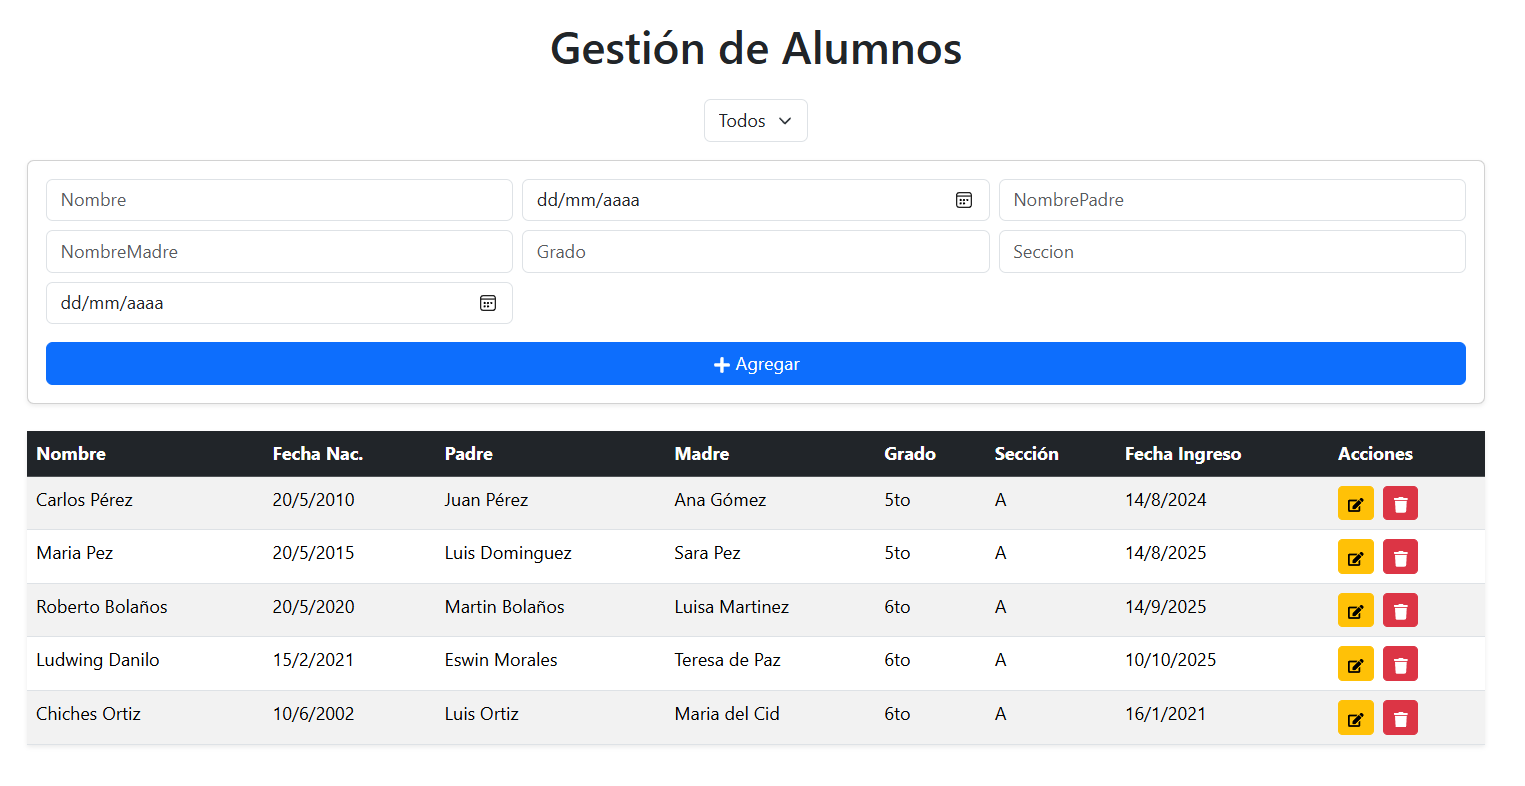 Gestión de Alumnos
Todos
Nombre dd/mm/aaaa NombrePadre
NombreMadre Grado Seccion
dd/mm/aaaa
Agregar
Nombre Fecha Nac. Padre Madre Grado Sección Fecha Ingreso Acciones
Carlos Pérez 20/5/2010 Juan Pérez Ana Gómez 5to A 14/8/2024
Maria Pez 20/5/2015 Luis Dominguez Sara Pez 5to A 14/8/2025
Roberto Bolaños 20/5/2020 Martin Bolaños Luisa Martinez 6to A 14/9/2025
Ludwing Danilo 15/2/2021 Eswin Morales Teresa de Paz 6to A 10/10/2025
Chiches Ortiz 10/6/2002 Luis Ortiz Maria del Cid 6to A 16/1/2021